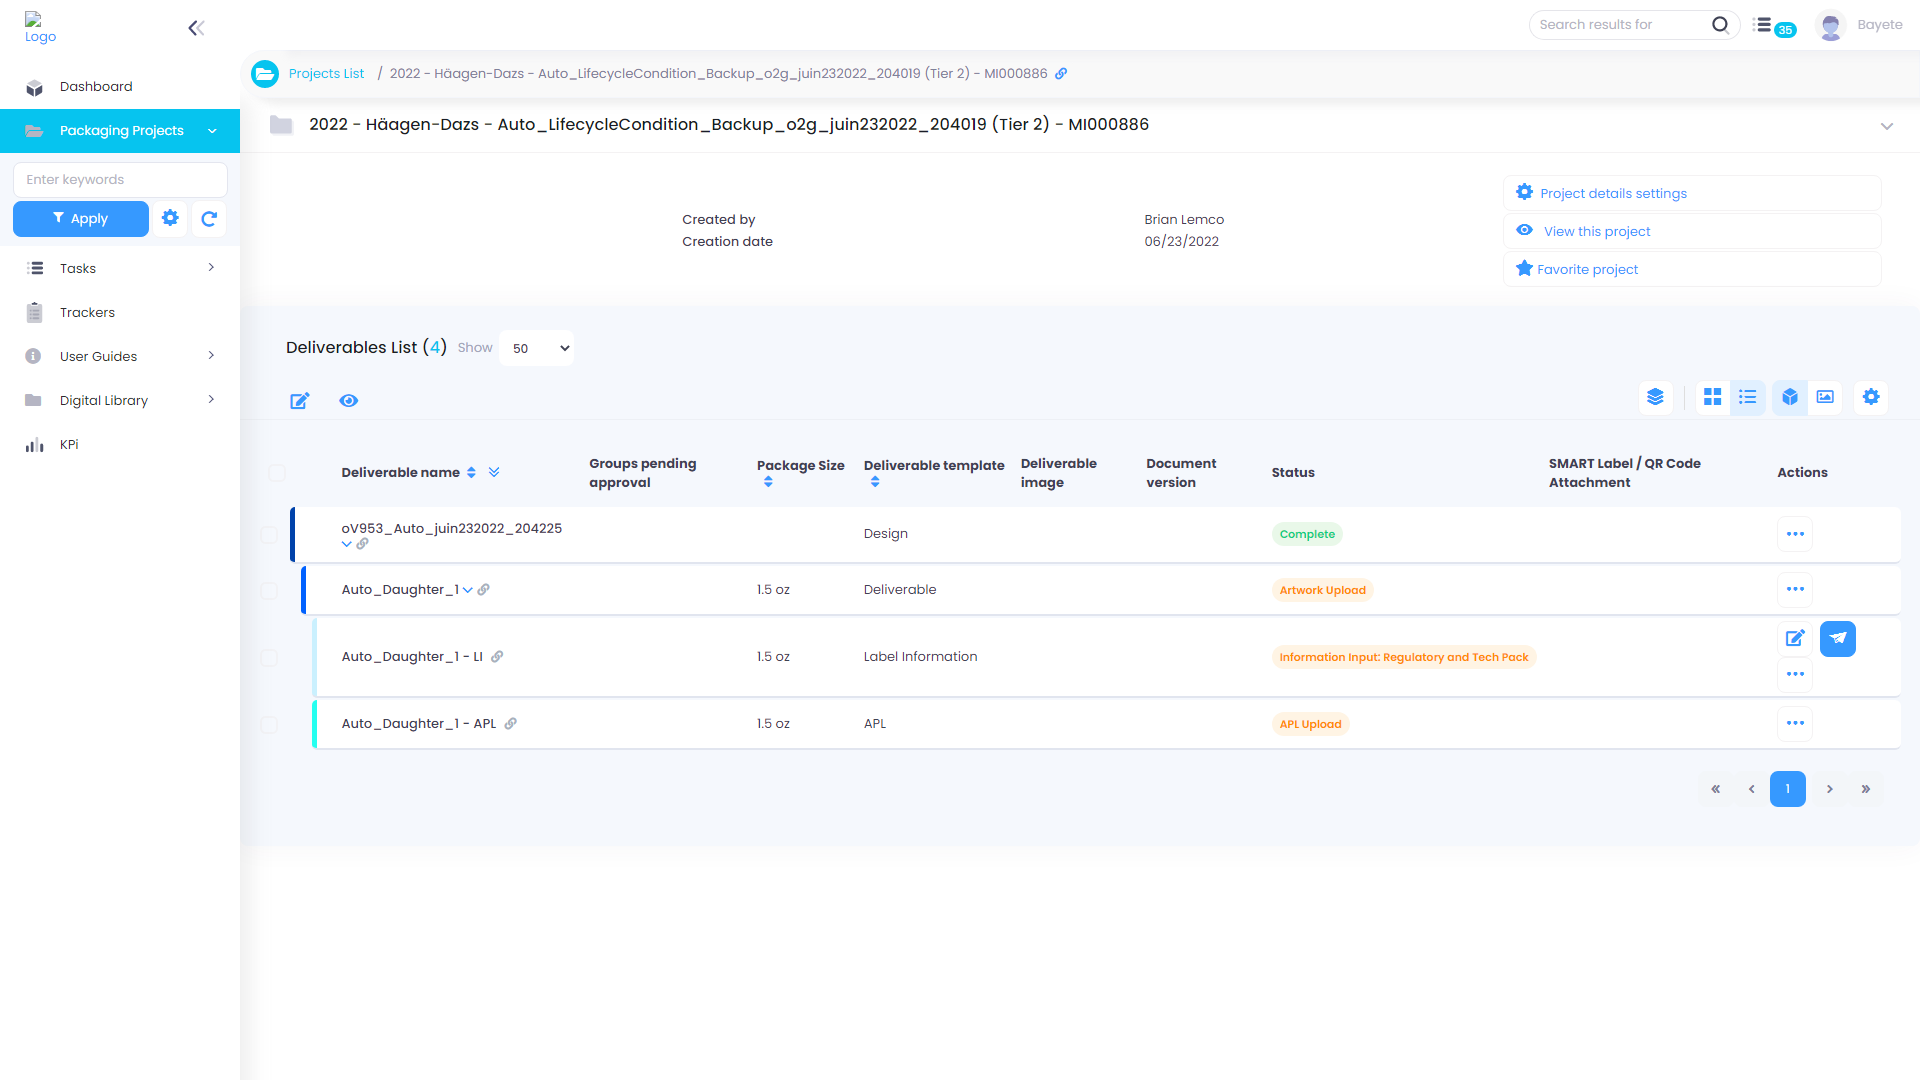 Logo
Search results for
35
Bayete
Dashboard
Packaging Projects
Enter keywords
Apply
Tasks
Trackers
User Guides
Digital Library
KPi
Projects List / 2022 - Häagen-Dazs - Auto_LifecycleCondition_Backup_o2g_juin232022_204019 (Tier 2) - MI000886
2022 - Häagen-Dazs - Auto_LifecycleCondition_Backup_o2g_juin232022_204019 (Tier 2) - MI000886
Created by Brian Lemco
Creation date 06/23/2022
Project details settings
View this project
Favorite project
Deliverables List (4) Show 50
Deliverable name Groups pending approval Package Size Deliverable template Deliverable image Document version Status SMART Label / QR Code Attachment Actions
oV953_Auto_juin232022_204225 Design Complete
Auto_Daughter_1 1.5 oz Deliverable Artwork Upload
Auto_Daughter_1 - LI 1.5 oz Label Information Information Input: Regulatory and Tech Pack
Auto_Daughter_1 - APL 1.5 oz APL APL Upload
« ‹ 1 › »